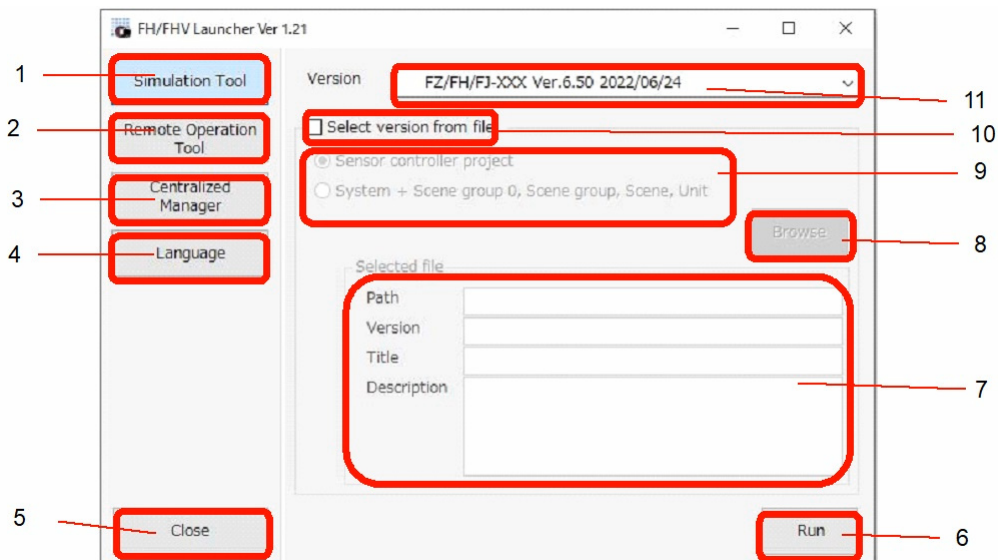 FH/FHV Launcher Ver 1.21
1
Simulation Tool
Version
FZ/FH/FJ-XXX Ver.6.50 2022/06/24
11
2
Remote Operation
Tool
Select version from file
10
Sensor controller project
9
System + Scene group 0, Scene group, Scene, Unit
3
Centralized
Manager
Browse
8
4
Language
Selected file
Path
Version
Title
Description
7
5
Close
Run
6